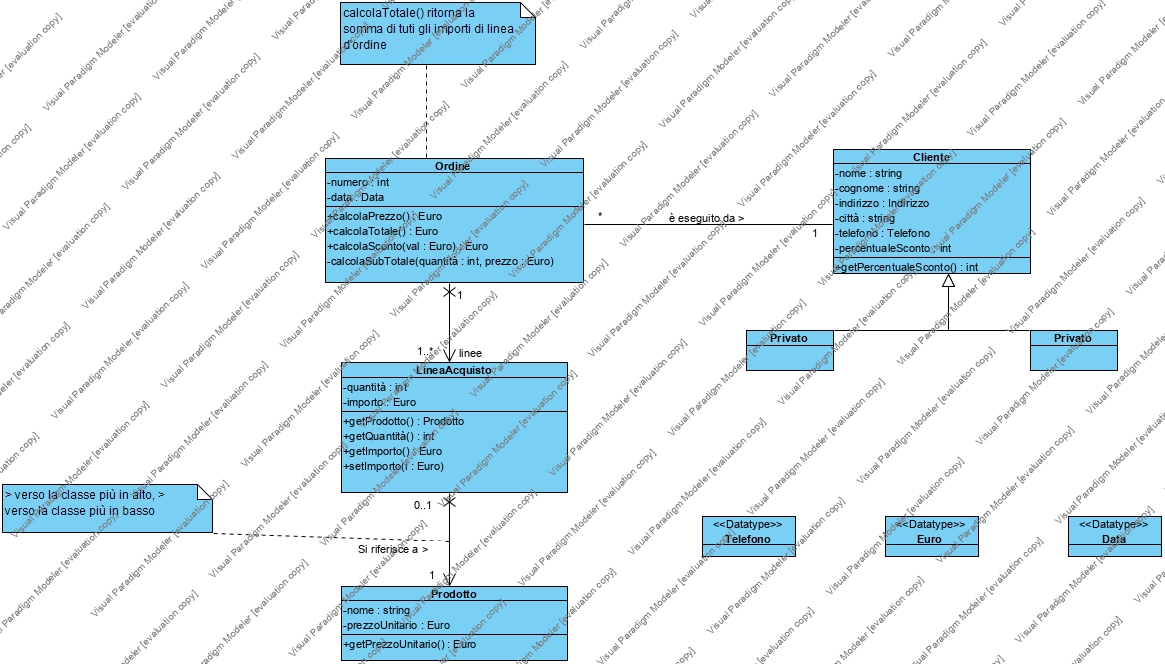 calcolaTotale() ritorna la
somma di tuti gli importi di linea
d'ordine
Ordine
-numero : int
-data : Data
+calcolaPrezzo() : Euro
+calcolaTotale() : Euro
+calcolaSconto(val : Euro) : Euro
-calcolaSubTotale(quantità : int, prezzo : Euro)
*
è eseguito da >
1
Cliente
-nome : string
-cognome : string
-indirizzo : Indirizzo
-città : string
-telefono : Telefono
-percentualeSconto : int
+getPercentualeSconto() : int
Privato
Privato
1
1..*
linee
LineaAcquisto
-quantità : int
-importo : Euro
+getProdotto() : Prodotto
+getQuantità() : int
+getImporto() : Euro
+setImporto(i : Euro)
> verso la classe più in alto, >
verso la classe più in basso
0..1
Si riferisce a >
1
Prodotto
-nome : string
-prezzoUnitario : Euro
+getPrezzoUnitario() : Euro
<<Datatype>>
Telefono
<<Datatype>>
Euro
<<Datatype>>
Data
Visual Paradigm Modeler [evaluation copy]